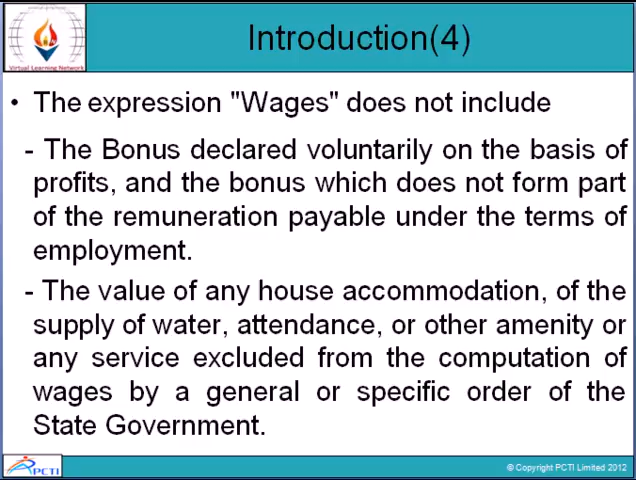 Introduction(4)
Virtual Learning Network
• The expression "Wages" does not include
- The Bonus declared voluntarily on the basis of
profits, and the bonus which does not form part
of the remuneration payable under the terms of
employment.
- The value of any house accommodation, of the
supply of water, attendance, or other amenity or
any service excluded from the computation of
wages by a general or specific order of the
State Government.
PCTI
© Copyright PCTI Limited 2012